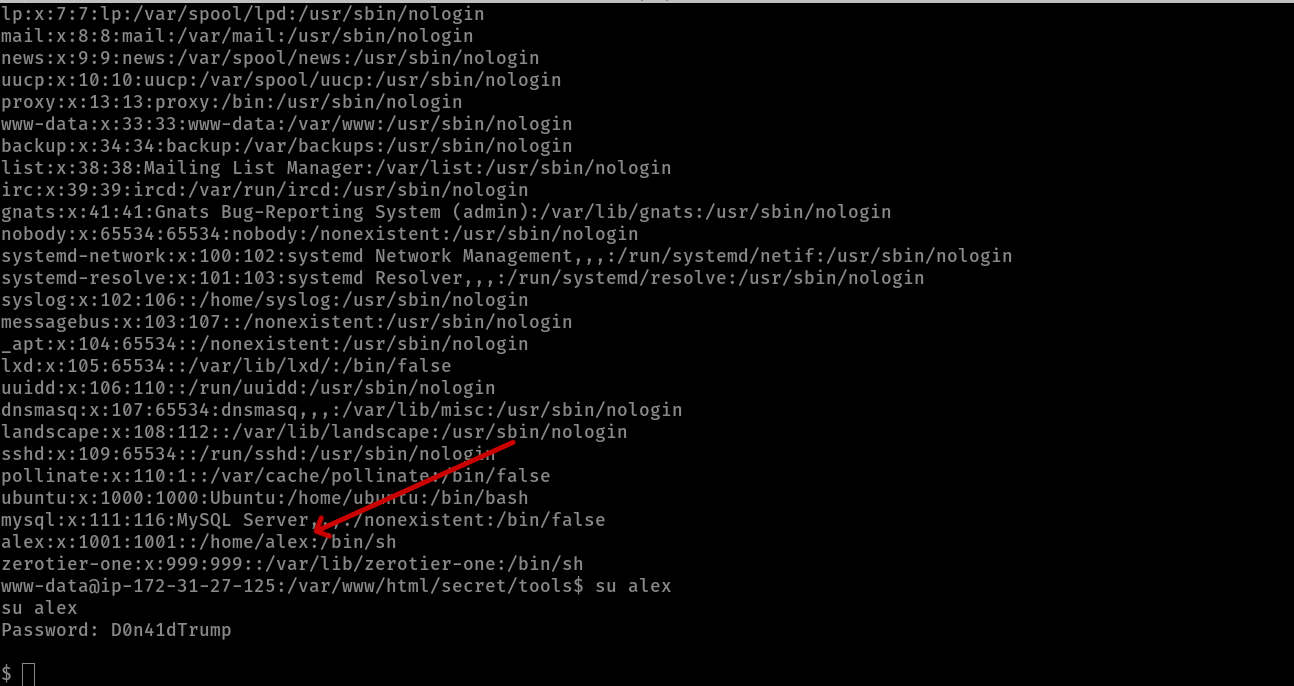 lp:x:7:7:lp:/var/spool/lpd:/usr/sbin/nologin
mail:x:8:8:mail:/var/mail:/usr/sbin/nologin
news:x:9:9:news:/var/spool/news:/usr/sbin/nologin
uucp:x:10:10:uucp:/var/spool/uucp:/usr/sbin/nologin
proxy:x:13:13:proxy:/bin:/usr/sbin/nologin
www-data:x:33:33:www-data:/var/www:/usr/sbin/nologin
backup:x:34:34:backup:/var/backups:/usr/sbin/nologin
list:x:38:38:Mailing List Manager:/var/list:/usr/sbin/nologin
irc:x:39:39:ircd:/var/run/ircd:/usr/sbin/nologin
gnats:x:41:41:Gnats Bug-Reporting System (admin):/var/lib/gnats:/usr/sbin/nologin
nobody:x:65534:65534:nobody:/nonexistent:/usr/sbin/nologin
systemd-network:x:100:102:systemd Network Management,,,:/run/systemd/netif:/usr/sbin/nologin
systemd-resolve:x:101:103:systemd Resolver,,,:/run/systemd/resolve:/usr/sbin/nologin
syslog:x:102:106::/home/syslog:/usr/sbin/nologin
messagebus:x:103:107::/nonexistent:/usr/sbin/nologin
_apt:x:104:65534::/nonexistent:/usr/sbin/nologin
lxd:x:105:65534::/var/lib/lxd/:/bin/false
uuidd:x:106:110::/run/uuidd:/usr/sbin/nologin
dnsmasq:x:107:65534:dnsmasq,,,:/var/lib/misc:/usr/sbin/nologin
landscape:x:108:112::/var/lib/landscape:/usr/sbin/nologin
sshd:x:109:65534::/run/sshd:/usr/sbin/nologin
pollinate:x:110:1::/var/cache/pollinate:/bin/false
ubuntu:x:1000:1000:Ubuntu:/home/ubuntu:/bin/bash
mysql:x:111:116:MySQL Server,,,:/nonexistent:/bin/false
alex:x:1001:1001::/home/alex:/bin/sh
zerotier-one:x:999:999::/var/lib/zerotier-one:/bin/sh
www-data@ip-172-31-27-125:/var/www/html/secret/tools$ su alex
su alex
Password: D0n41dTrump
$